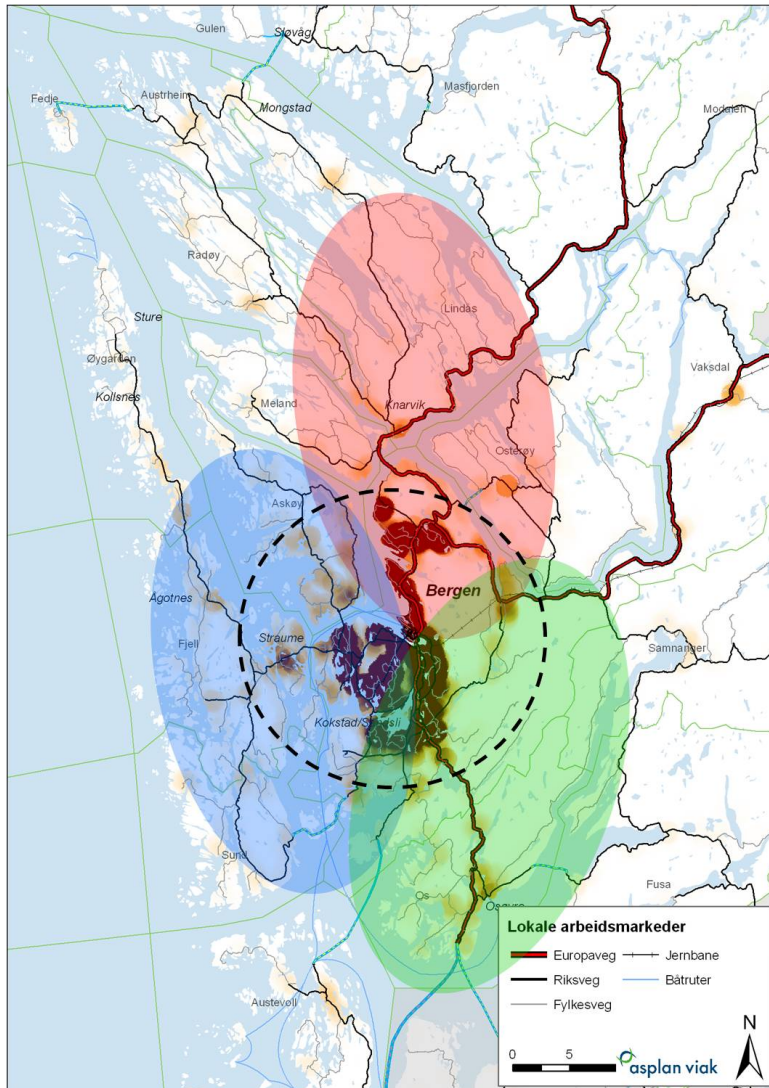 Gulen
Sløvåg
Masfjorden
Fedje
Austrheim
Mongstad
Modalen
Radøy
Lindås
Sture
Øygarden
Kollsnes
Vaksdal
Meland
Knarvik
Osterøy
Askøy
Bergen
Ågotnes
Straume
Fjell
Samnanger
Kokstad/Sandsli
Sund
Os
Osøyro
Fusa
Austevoll
Lokale arbeidsmarkeder
Europaveg
Jernbane
Riksveg
Båtruter
Fylkesveg
N
0 5
asplan viak